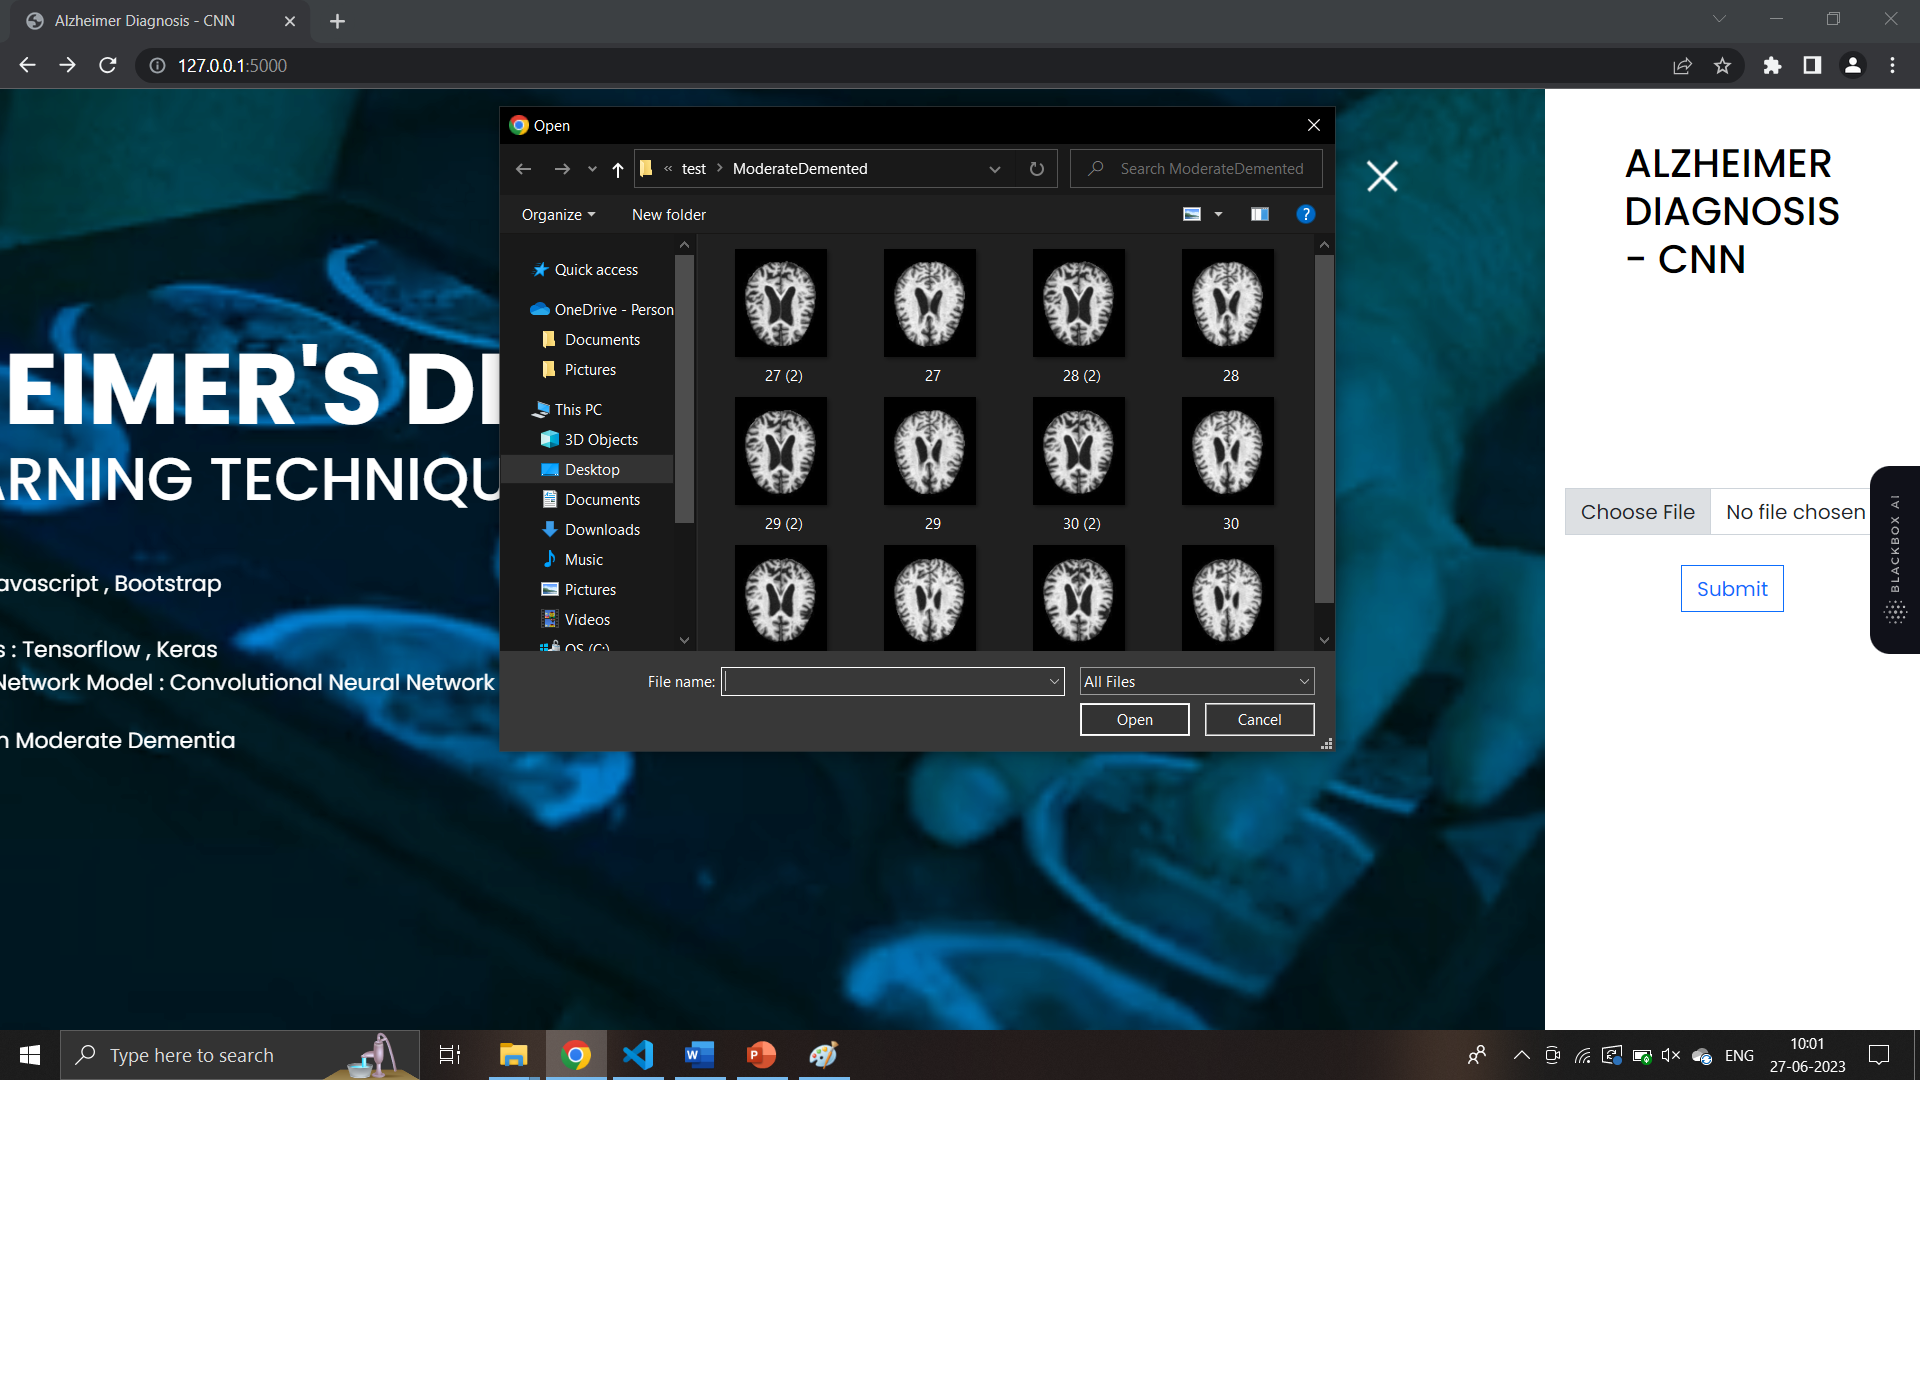 Alzheimer Diagnosis - CNN
127.0.0.1:5000
Open
« test > ModerateDemented
Search ModerateDemented
Organize
New folder
Quick access
OneDrive - Person
Documents
Pictures
This PC
3D Objects
Desktop
Documents
Downloads
Music
Pictures
Videos
OS (C:)
27 (2)
27
28 (2)
28
29 (2)
29
30 (2)
30
File name:
All Files
Open
Cancel
EIMER'S DI
ARNING TECHNIQU
avascript , Bootstrap
s : Tensorflow , Keras
Network Model : Convolutional Neural Network
n Moderate Dementia
ALZHEIMER
DIAGNOSIS
- CNN
Choose File
No file chosen
Submit
BLACKBOX AI
Type here to search
ENG
10:01
27-06-2023